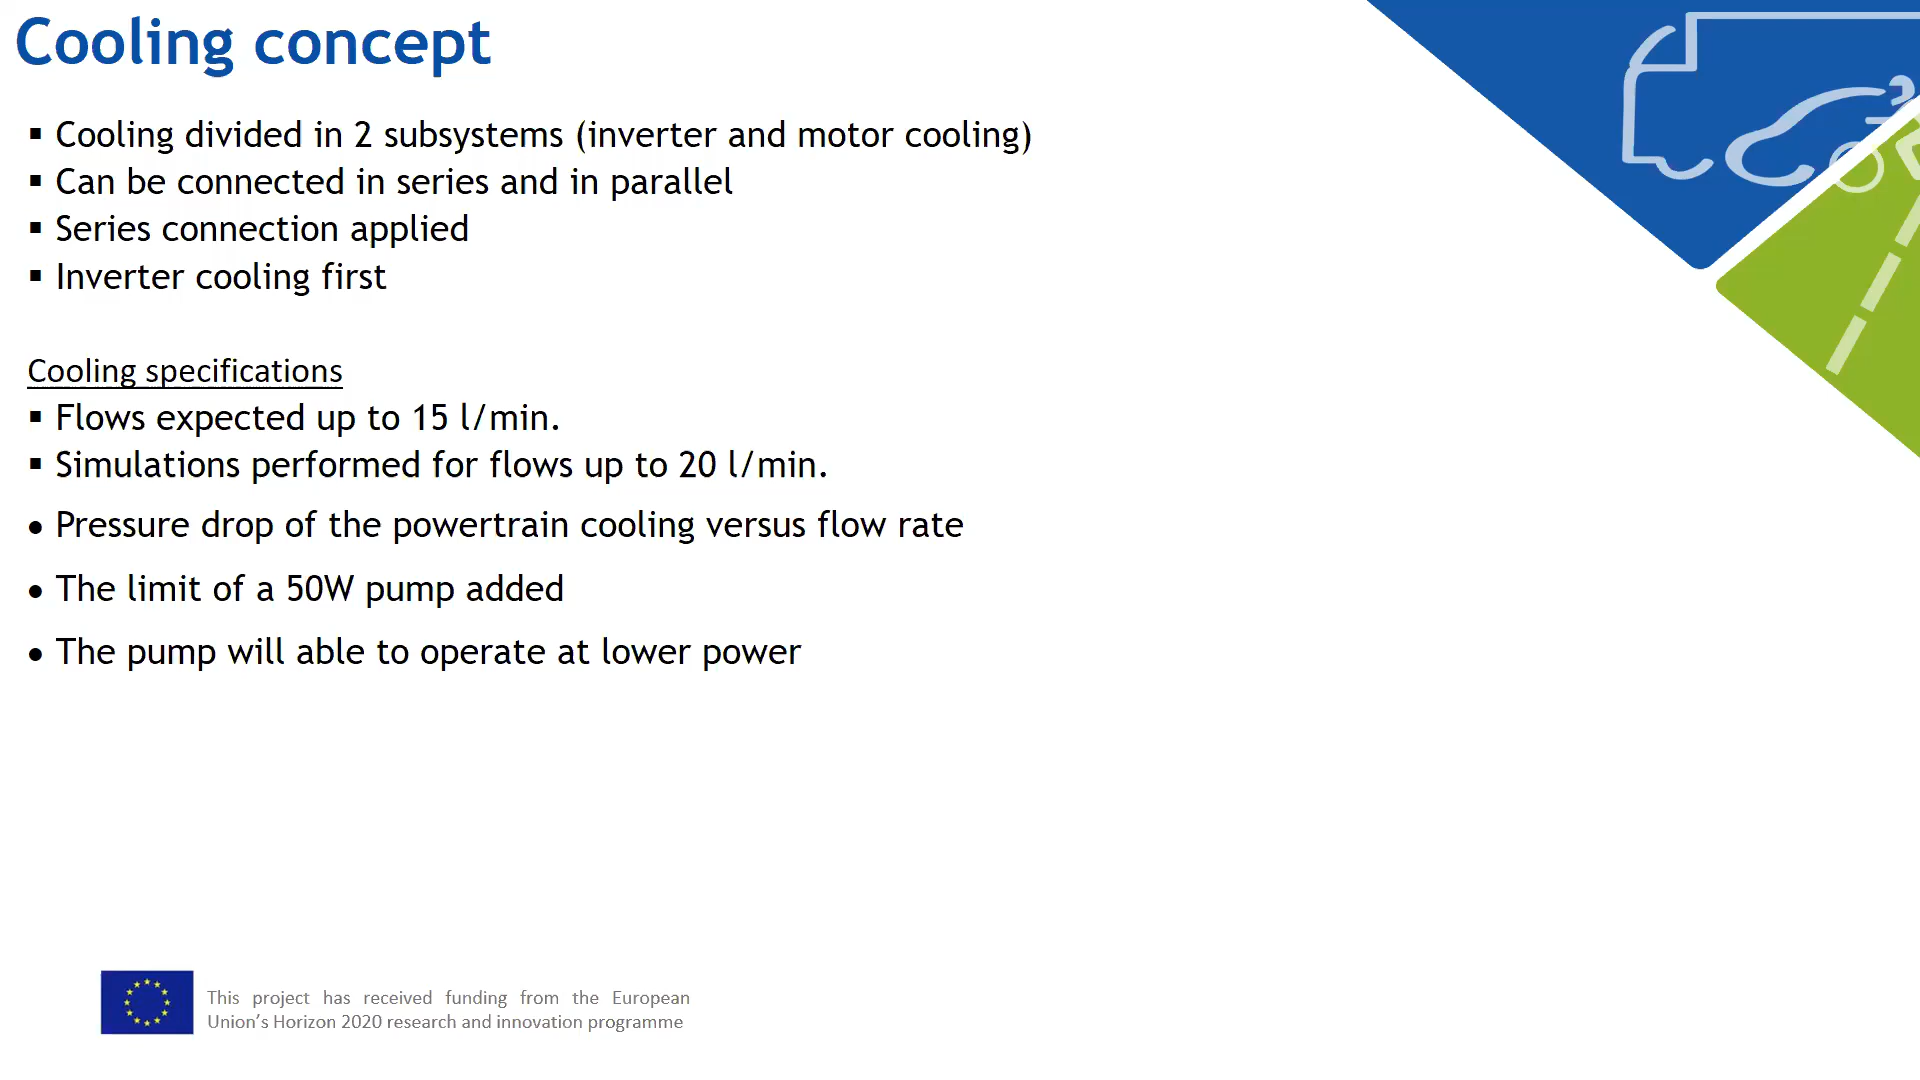 Cooling concept
▪ Cooling divided in 2 subsystems (inverter and motor cooling)
▪ Can be connected in series and in parallel
▪ Series connection applied
▪ Inverter cooling first
Cooling specifications
▪ Flows expected up to 15 l/min.
▪ Simulations performed for flows up to 20 l/min.
• Pressure drop of the powertrain cooling versus flow rate
• The limit of a 50W pump added
• The pump will able to operate at lower power
This project has received funding from the European
Union's Horizon 2020 research and innovation programme